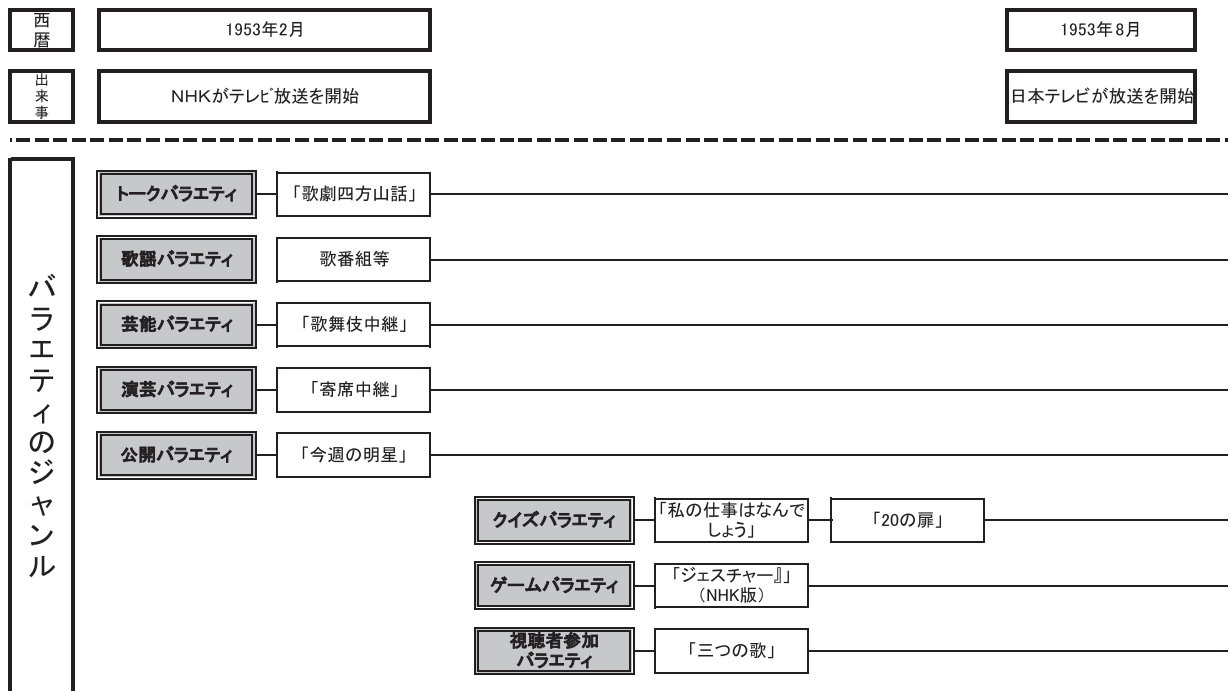 西暦
1953年2月
1953年8月
出来事
NHKがテレビ放送を開始
日本テレビが放送を開始
バラエティのジャンル
トークバラエティ
「歌劇四方山話」
歌謡バラエティ
歌番組等
芸能バラエティ
「歌舞伎中継」
演芸バラエティ
「寄席中継」
公開バラエティ
「今週の明星」
クイズバラエティ
「私の仕事はなんで
しょう」
「20の扉」
ゲームバラエティ
「ジェスチャー』」
（NHK版）
視聴者参加
バラエティ
「三つの歌」